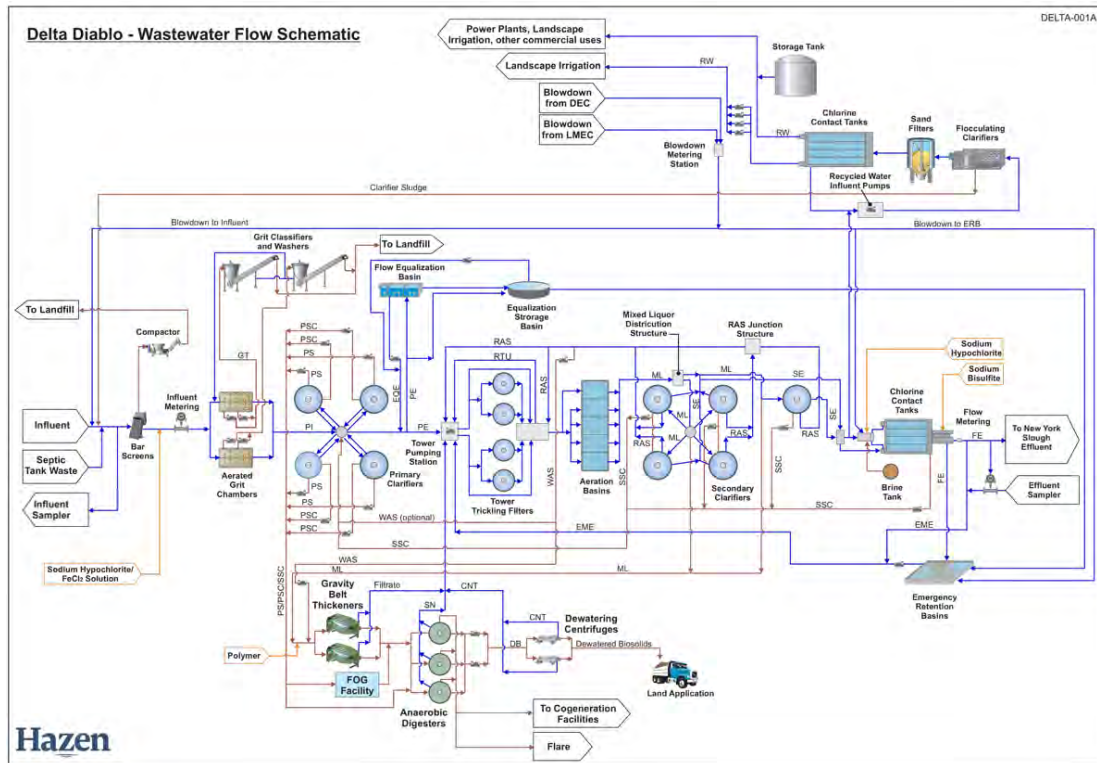 Delta Diablo - Wastewater Flow Schematic
DELTA-001A
Power Plants, Landscape
Irrigation, other commercial uses
Landscape Irrigation
RW
Storage Tank
Blowdown
from DEC
Blowdown
from LMEC
Blowdown
Metering
Station
Chlorine
Contact Tanks
RW
Sand
Filters
Flocculating
Clarifiers
Recycled Water
Influent Pumps
Clarifier Sludge
Blowdown to Influent
Blowdown to ERB
Grit Classifiers
and Washers
To Landfill
To Landfill
Compactor
GT
Flow Equalization
Basin
Equalization
Strorage
Basin
Mixed Liquor
Districution
Structure
RAS Junction
Structure
Sodium
Hypochlorite
Sodium
Bisulfite
Chlorine
Contact
Tanks
Flow
Metering
FE
To New York
Slough
Effluent
Effluent
Sampler
Brine
Tank
FE
EME
Emergency
Retention
Basins
Influent
Septic
Tank Waste
Influent
Sampler
Bar
Screens
Influent
Metering
Aerated
Grit
Chambers
Sodium Hypochlorite/
FeCl₂ Solution
PSC
PSC
PS
PS
PI
PS
PS
PSC
PSC
Primary
Clarifiers
EQE
PE
PE
Tower
Pumping
Station
RAS
RTU
RAS
RAS
Tower
Trickling Filters
WAS
Aeration
Basins
SSC
ML
ML
ML
ML
SE
RAS
RAS
RAS
Secondary
Clarifiers
SE
SE
SSC
SSC
WAS (optional)
SSC
WAS
ML
EME
ML
PS/PSC/SSC
Gravity
Belt
Thickeners
Filtrate
CNT
SN
CNT
Dewatering
Centrifuges
DB
Dewatered Biosolids
Land Application
Polymer
FOG
Facility
Anaerobic
Digesters
To Cogeneration
Facilities
Flare
Hazen